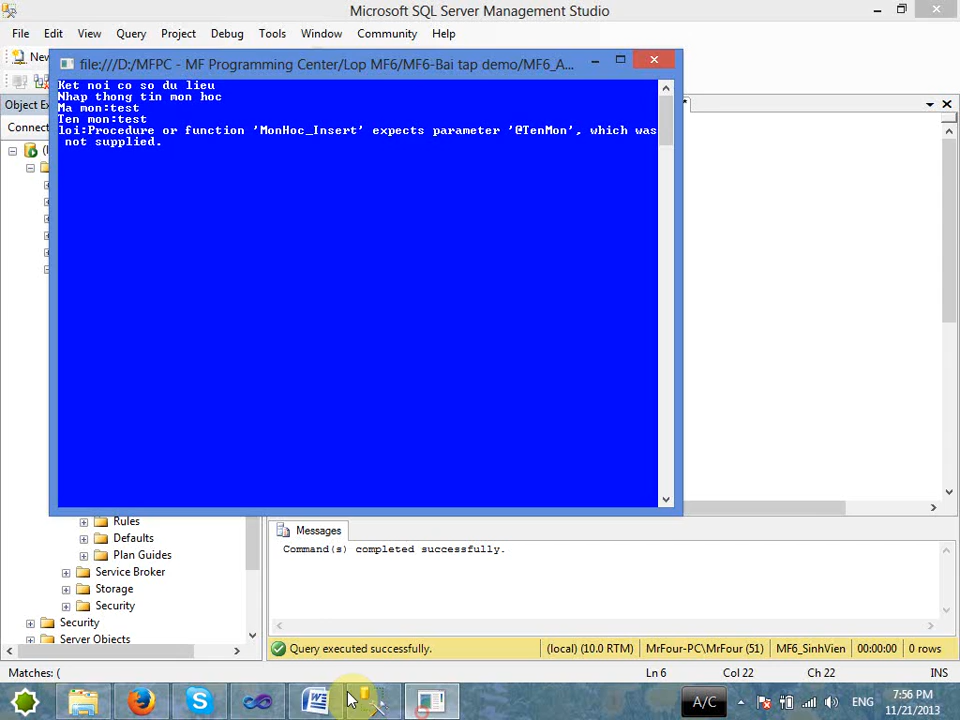 Microsoft SQL Server Management Studio
File Edit View Query Project Debug Tools Window Community Help
New
file:///D:/MFPC - MF Programming Center/Lop MF6/MF6-Bai tap demo/MF6_A...
Ket noi co so du lieu
Nhap thong tin mon hoc
Ma mon:test
Ten mon:test
loi:Procedure or function 'MonHoc_Insert' expects parameter '@TenMon', which was
not supplied.
Object Ex
Connect
Rules
Defaults
Plan Guides
Service Broker
Storage
Security
Security
Server Objects
Messages
Command(s) completed successfully.
Query executed successfully.
(local) (10.0 RTM)
MrFour-PC\MrFour (51)
MF6_SinhVien
00:00:00
0 rows
Matches: (
Ln 6
Col 22
Ch 22
INS
A/C
ENG
7:56 PM
11/21/2013